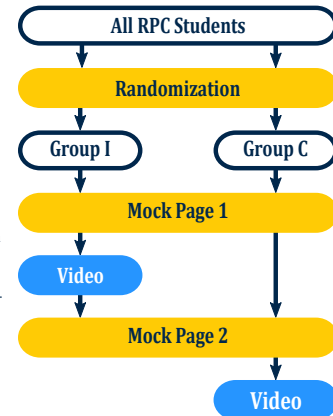 All RPC Students
Randomization
Group I
Group C
Mock Page 1
Video
Mock Page 2
Video